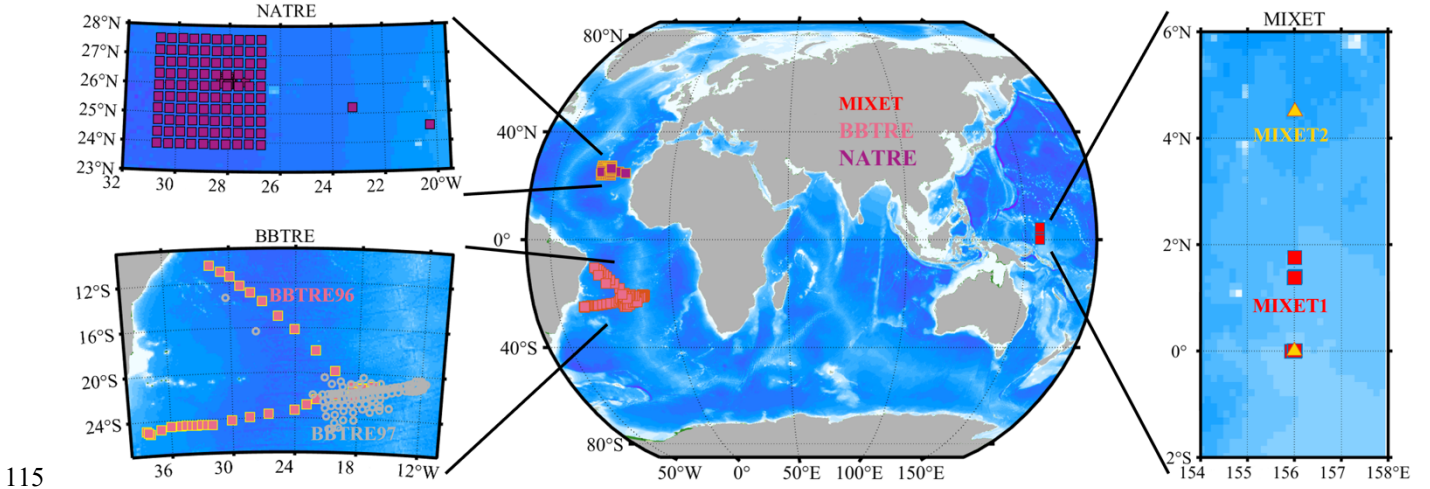 NATRE
28°N
27°N
26°N
25°N
24°N
23°N
32 30 28 26 24 22 20°W
BBTRE
12°S
16°S
20°S
24°S
BBTRE96
BBTRE97
36 30 24 18 12°W
80°N
40°N
0°
40°S
80°S
MIXET
BBTRE
NATRE
50°W 0° 50°E 100°E 150°E
MIXET
6°N
4°N
2°N
0°
2°S
MIXET2
MIXET1
154 155 156 157 158°E
115